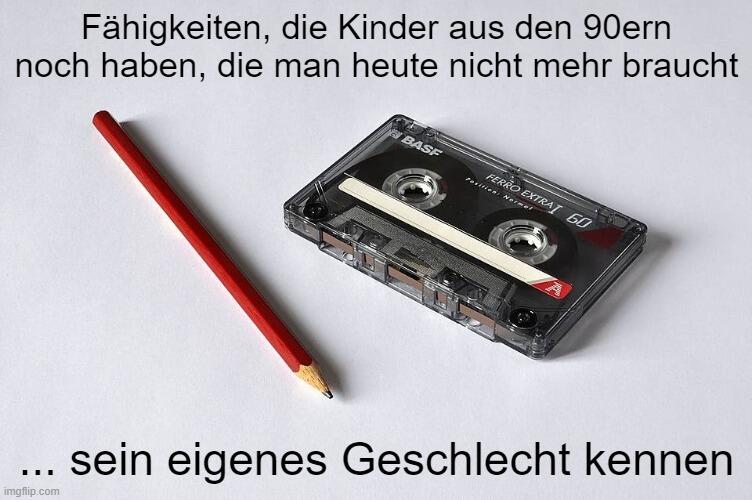 Fähigkeiten, die Kinder aus den 90ern
noch haben, die man heute nicht mehr braucht
BASF
FERRO EXTRA I 60
Position: Normal
A
... sein eigenes Geschlecht kennen
imgflip.com